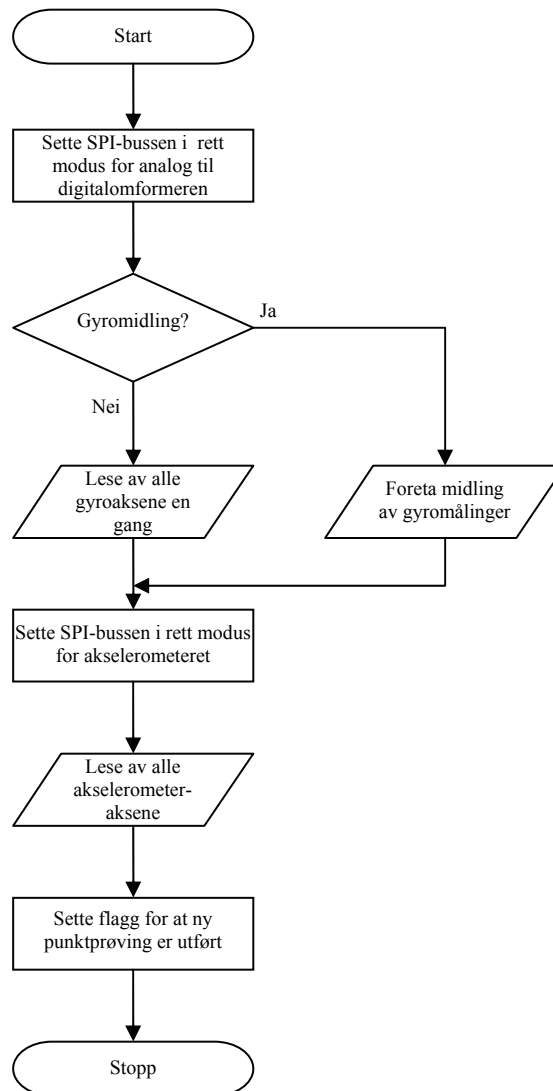 Start
Sette SPI-bussen i rett
modus for analog til
digitalomformeren
Gyromidling?
Ja
Nei
Lese av alle
gyroaksene en
gang
Foreta midling
av gyromålinger
Sette SPI-bussen i rett modus
for akselerometeret
Lese av alle
akselerometer-
aksene
Sette flagg for at ny
punktprøving er utført
Stopp